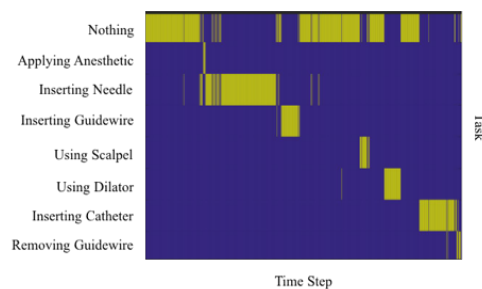 Nothing
Applying Anesthetic
Inserting Needle
Inserting Guidewire
Using Scalpel
Using Dilator
Inserting Catheter
Removing Guidewire
Task
Time Step